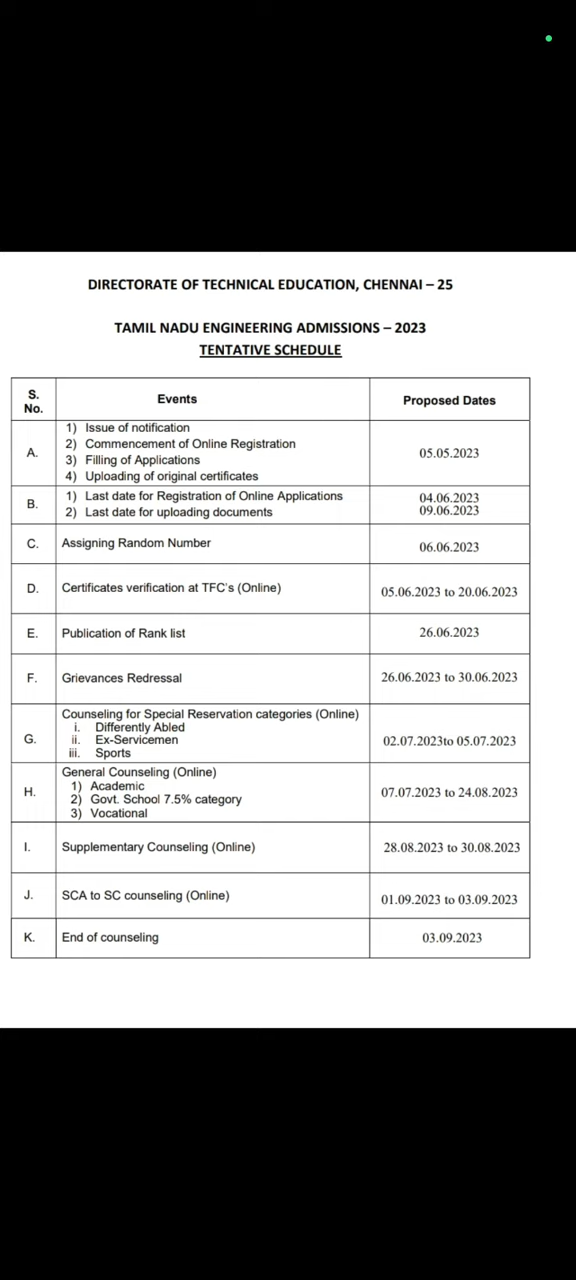 DIRECTORATE OF TECHNICAL EDUCATION, CHENNAI – 25
TAMIL NADU ENGINEERING ADMISSIONS – 2023
TENTATIVE SCHEDULE
S. No. Events Proposed Dates
A. 1) Issue of notification
2) Commencement of Online Registration
3) Filling of Applications
4) Uploading of original certificates
05.05.2023
B. 1) Last date for Registration of Online Applications 04.06.2023
2) Last date for uploading documents 09.06.2023
C. Assigning Random Number 06.06.2023
D. Certificates verification at TFC's (Online) 05.06.2023 to 20.06.2023
E. Publication of Rank list 26.06.2023
F. Grievances Redressal 26.06.2023 to 30.06.2023
G. Counseling for Special Reservation categories (Online)
i. Differently Abled
ii. Ex-Servicemen
iii. Sports
02.07.2023to 05.07.2023
H. General Counseling (Online)
1) Academic
2) Govt. School 7.5% category
3) Vocational
07.07.2023 to 24.08.2023
I. Supplementary Counseling (Online) 28.08.2023 to 30.08.2023
J. SCA to SC counseling (Online) 01.09.2023 to 03.09.2023
K. End of counseling 03.09.2023